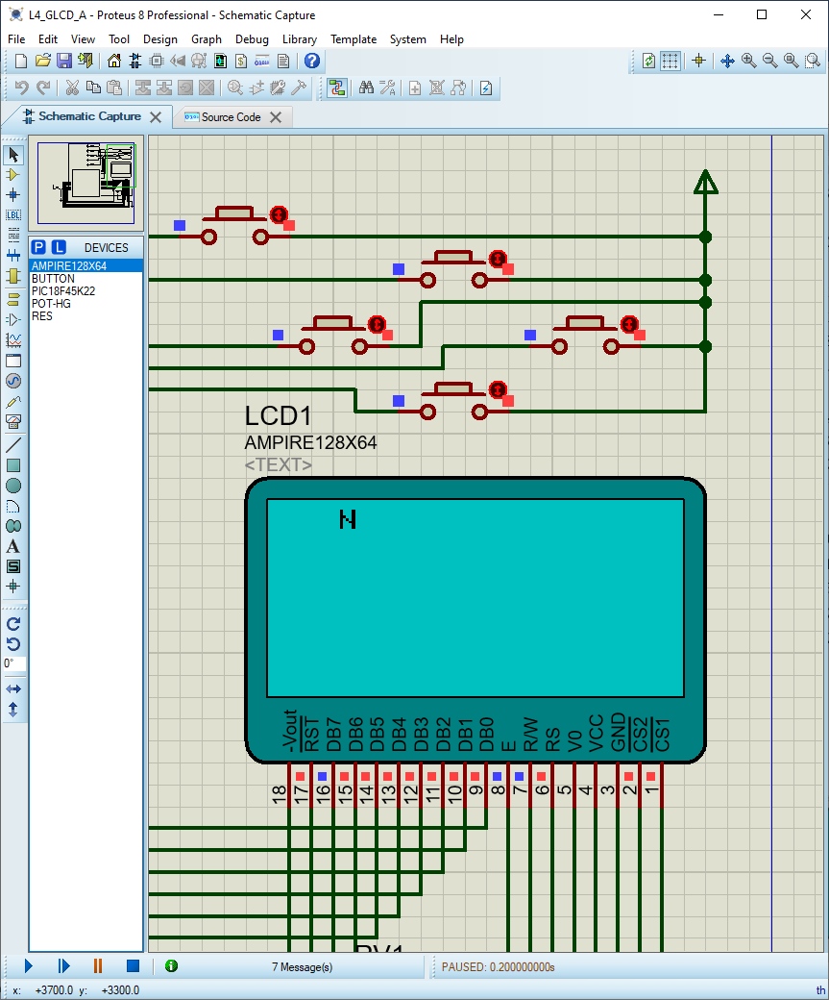 L4_GLCD_A - Proteus 8 Professional - Schematic Capture
File Edit View Tool Design Graph Debug Library Template System Help
Schematic Capture
Source Code
P L DEVICES
AMPIRE128X64
BUTTON
PIC18F45K22
POT-HG
RES
LBL
A
S
0°
LCD1
AMPIRE128X64
<TEXT>
N
-Vout RST DB7 DB6 DB5 DB4 DB3 DB2 DB1 DB0 E R/W RS V0 VCC GND CS2 CS1
18 17 16 15 14 13 12 11 10 9 8 7 6 5 4 3 2 1
RV1
7 Message(s)
PAUSED: 0.200000000s
x: +3700.0 y: +3300.0 th